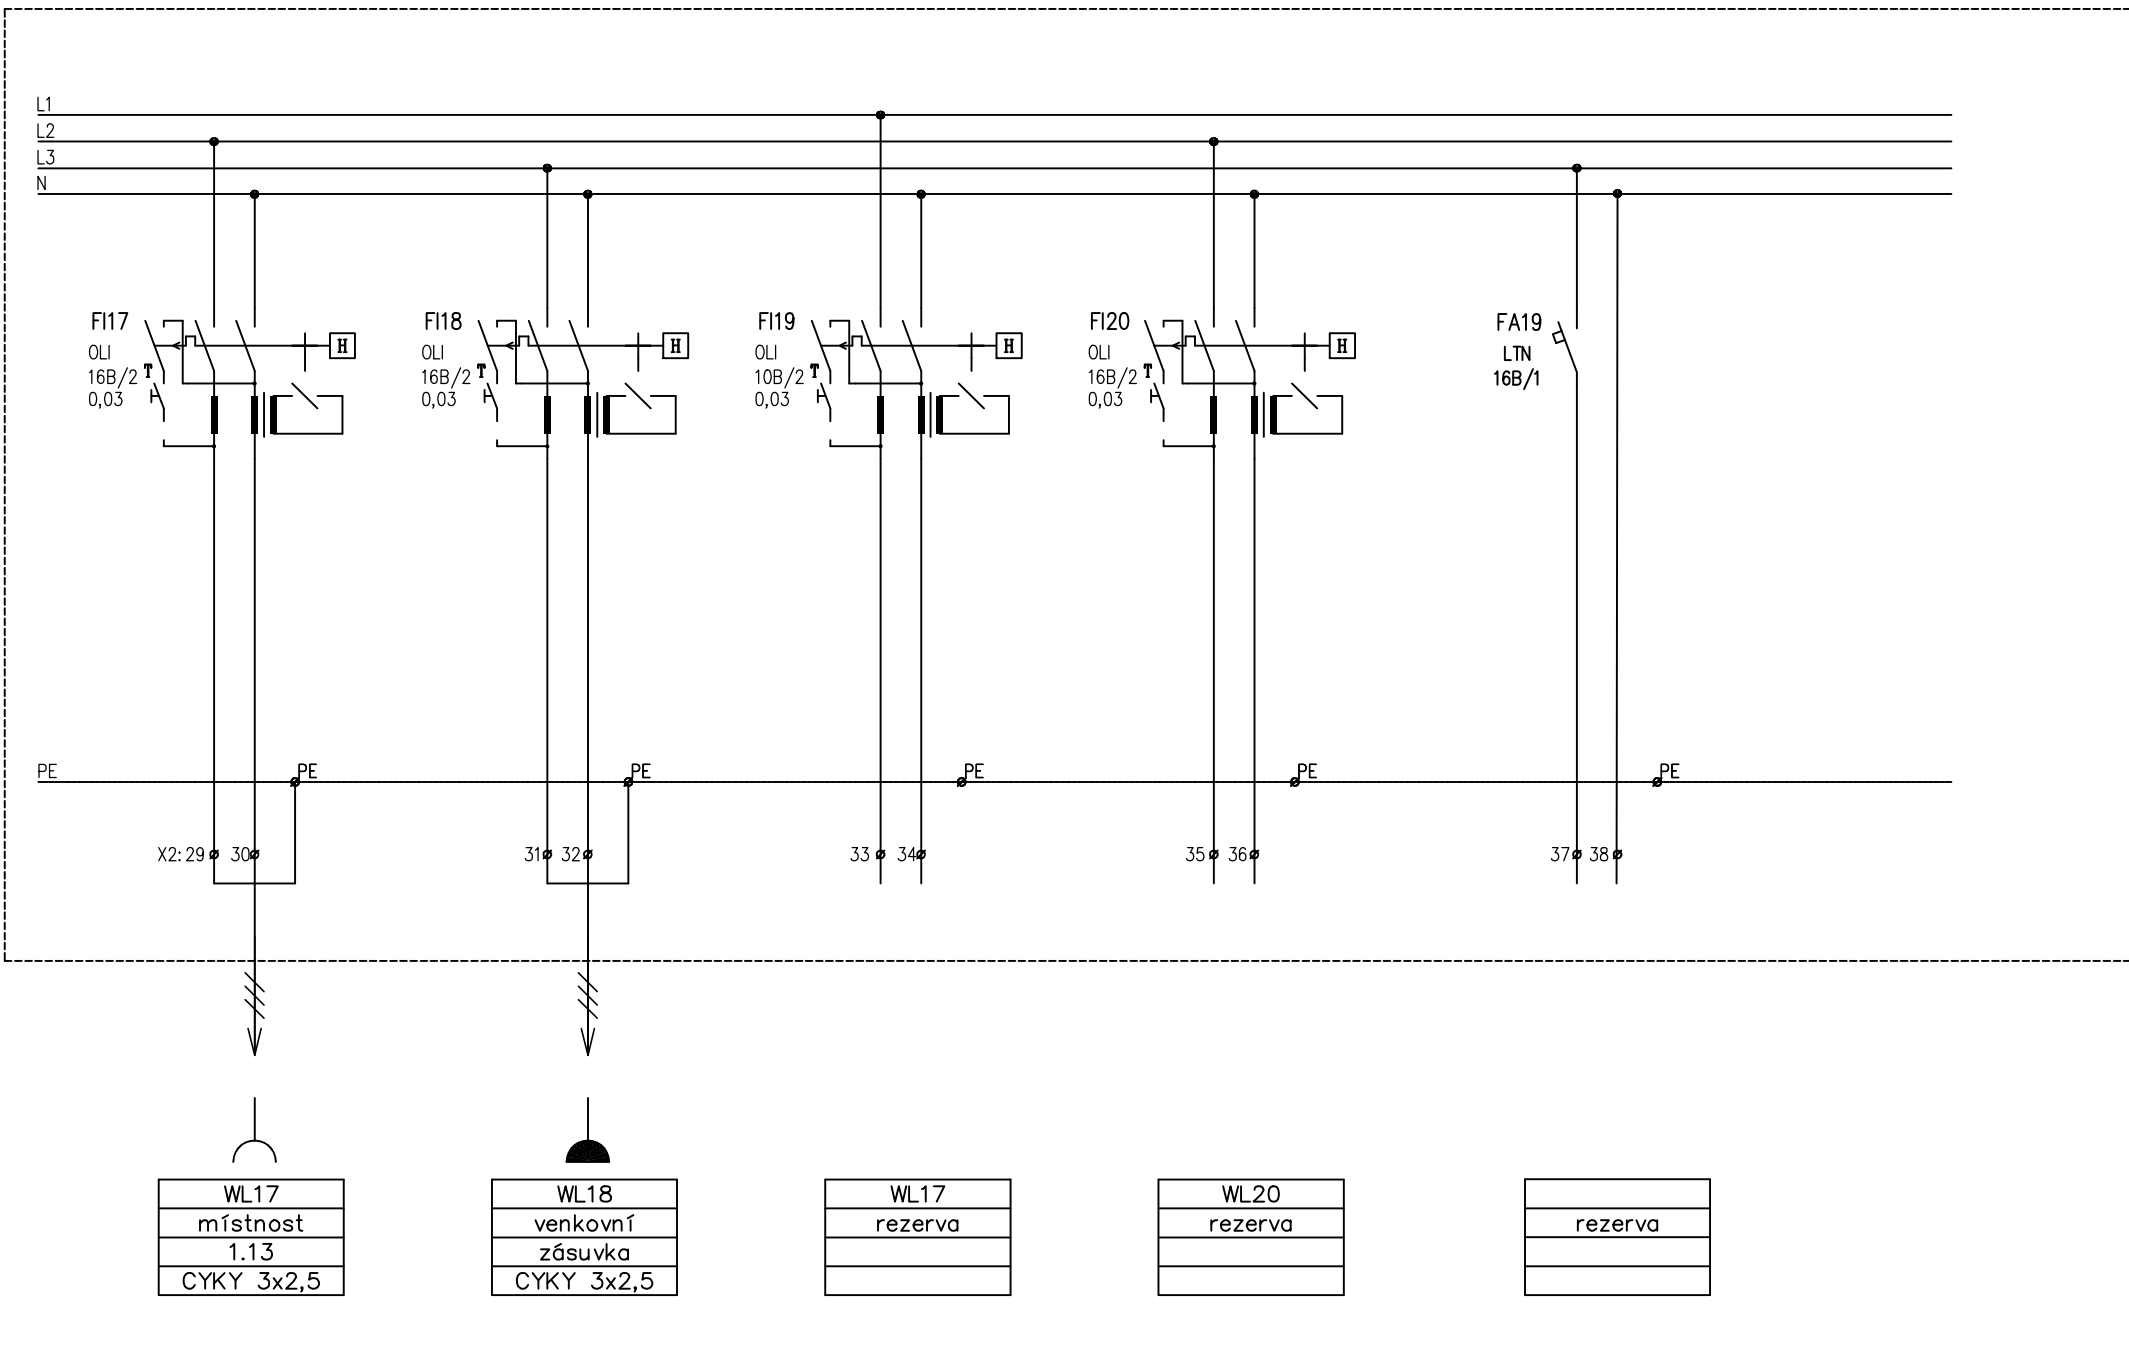 L1
L2
L3
N
FI17
OLI
16B/2 T
0,03
H
FI18
OLI
16B/2 T
0,03
H
FI19
OLI
10B/2 T
0,03
H
FI20
OLI
16B/2 T
0,03
H
FA19
LTN
16B/1
PE PE PE PE PE PE
X2: 29 30 31 32 33 34 35 36 37 38
WL17
místnost
1.13
CYKY 3x2,5
WL18
venkovní
zásuvka
CYKY 3x2,5
WL17
rezerva
WL20
rezerva
rezerva